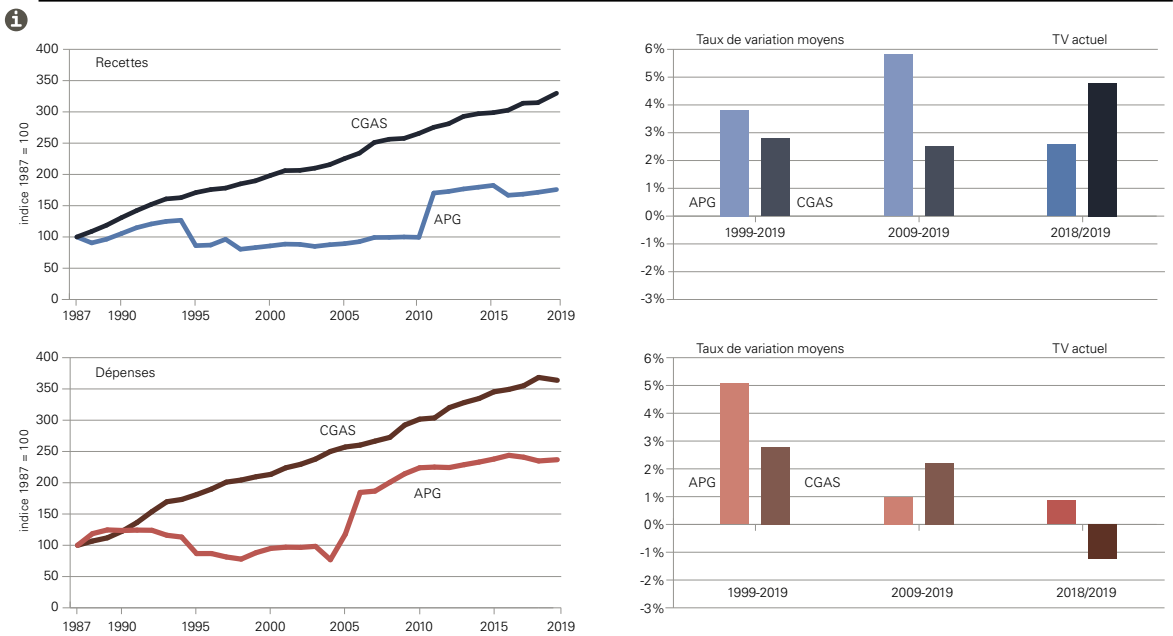 i
400
350
300
250
200
150
100
50
0
indice 1987 = 100
Recettes
CGAS
APG
1987 1990 1995 2000 2005 2010 2015 2019
Taux de variation moyens TV actuel
6%
5%
4%
3%
2%
1%
0%
-1%
-2%
-3%
APG CGAS
1999-2019 2009-2019 2018/2019
400
350
300
250
200
150
100
50
0
indice 1987 = 100
Dépenses
CGAS
APG
1987 1990 1995 2000 2005 2010 2015 2019
Taux de variation moyens TV actuel
6%
5%
4%
3%
2%
1%
0%
-1%
-2%
-3%
APG CGAS
1999-2019 2009-2019 2018/2019